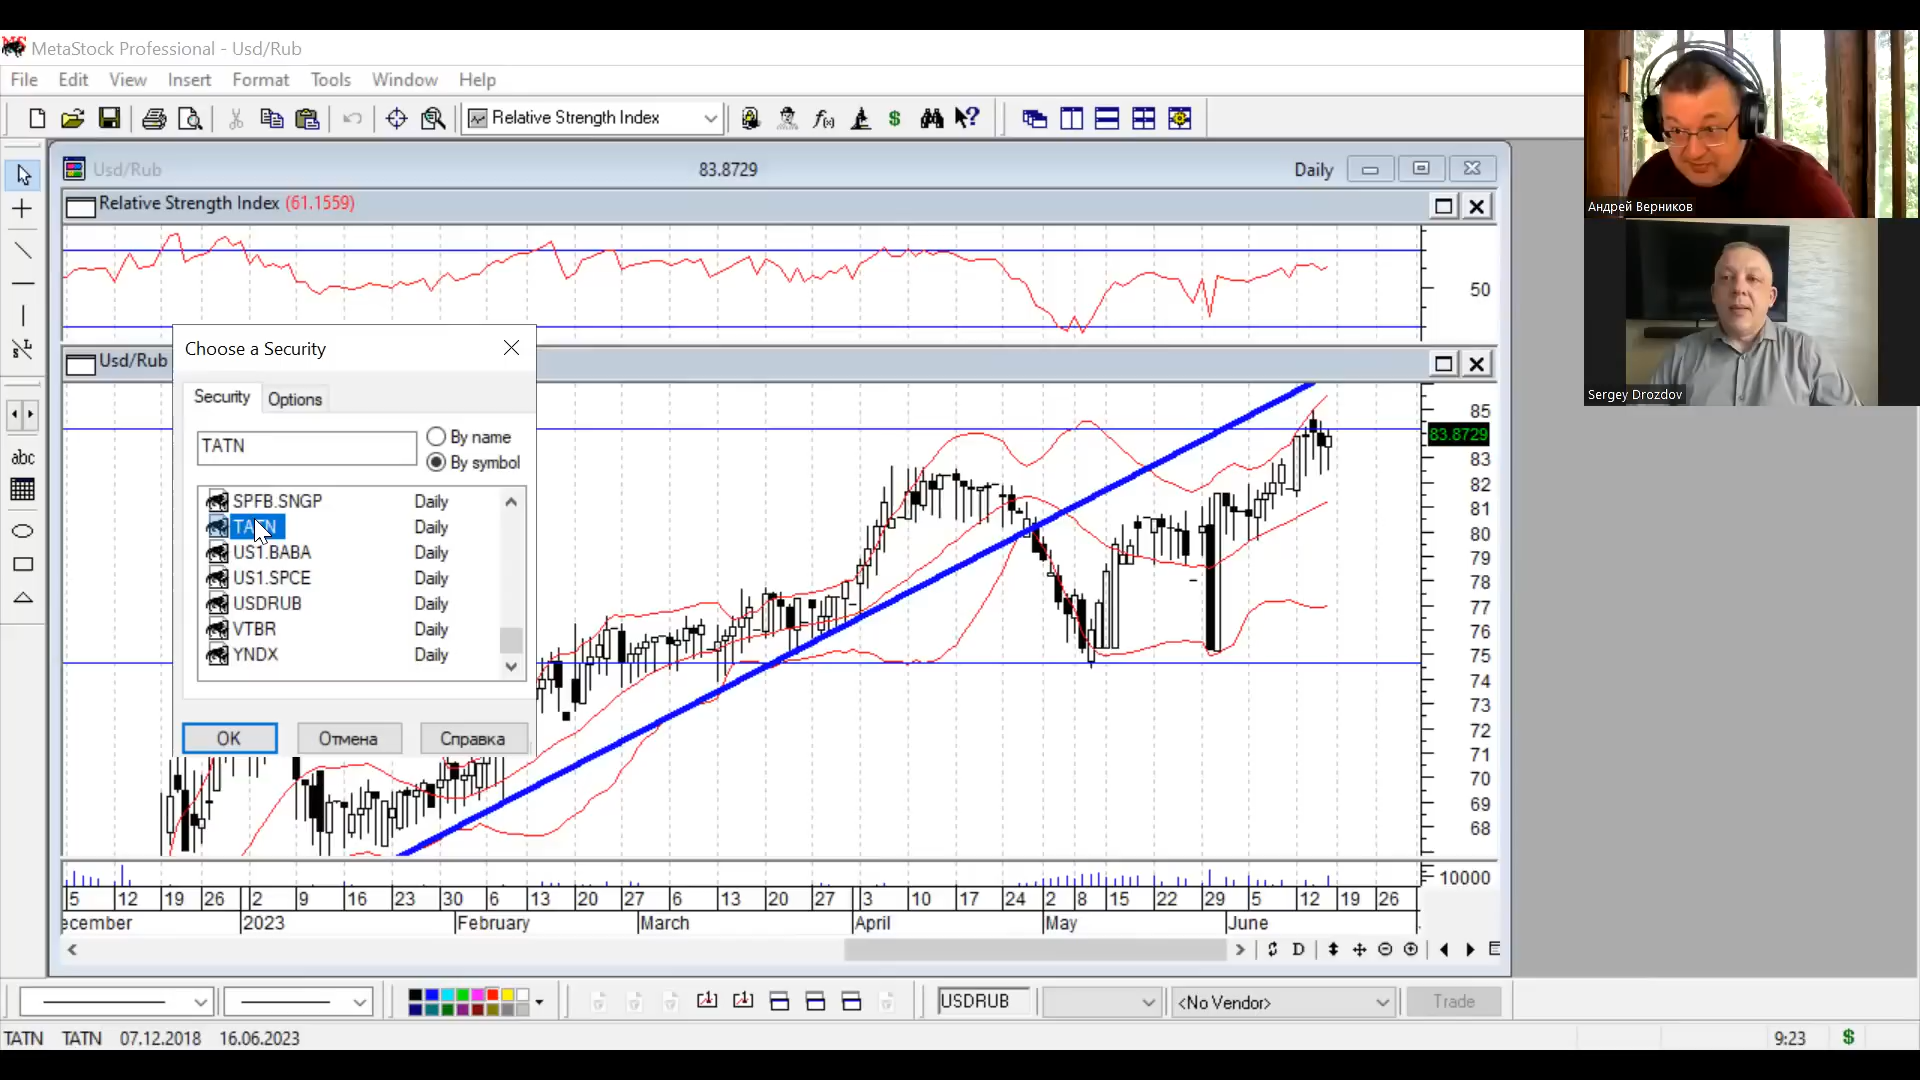 MetaStock Professional - Usd/Rub
File Edit View Insert Format Tools Window Help
Relative Strength Index
Usd/Rub 83.8729 Daily
Relative Strength Index (61.1559)
50
Usd/Rub
Choose a Security
Security Options
TATN
By name
By symbol
SPFB.SNGP Daily
TATN Daily
US1.BABA Daily
US1.SPCE Daily
USDRUB Daily
VTBR Daily
YNDX Daily
OK Отмена Справка
85
83.8729
83
82
81
80
79
78
77
76
75
74
73
72
71
70
69
68
10000
5 12 19 26 2 9 16 23 30 6 13 20 27 6 13 20 27 3 10 17 24 2 8 15 22 29 5 12 19 26
ecember 2023 February March April May June
D
abc
USDRUB <No Vendor> Trade
TATN TATN 07.12.2018 16.06.2023 9:23
Андрей Верников
Sergey Drozdov